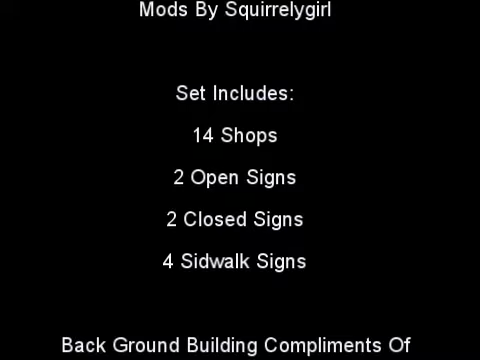 Mods By Squirrelygirl
Set Includes:
14 Shops
2 Open Signs
2 Closed Signs
4 Sidwalk Signs
Back Ground Building Compliments Of